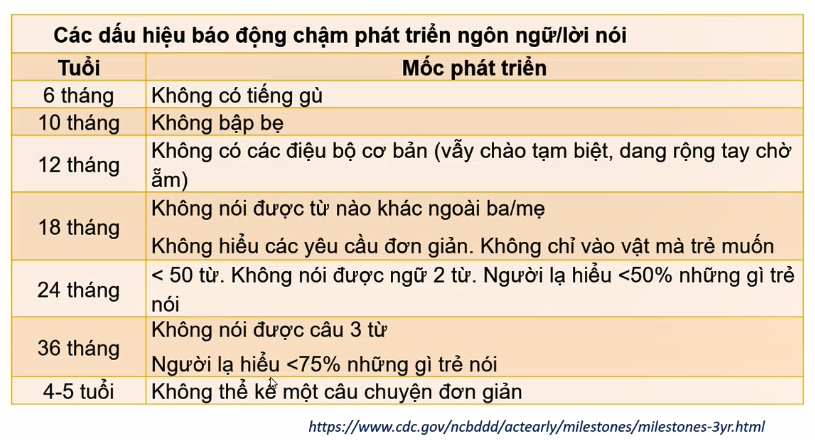 Các dấu hiệu báo động chậm phát triển ngôn ngữ/lời nói
Tuổi Mốc phát triển
6 tháng Không có tiếng gù
10 tháng Không bập bẹ
12 tháng Không có các điệu bộ cơ bản (vẫy chào tạm biệt, dang rộng tay chờ
ẵm)
18 tháng Không nói được từ nào khác ngoài ba/mẹ
Không hiểu các yêu cầu đơn giản. Không chỉ vào vật mà trẻ muốn
24 tháng < 50 từ. Không nói được ngữ 2 từ. Người lạ hiểu <50% những gì trẻ
nói
36 tháng Không nói được câu 3 từ
Người lạ hiểu <75% những gì trẻ nói
4-5 tuổi Không thể kể một câu chuyện đơn giản
https://www.cdc.gov/ncbddd/actearly/milestones/milestones-3yr.html